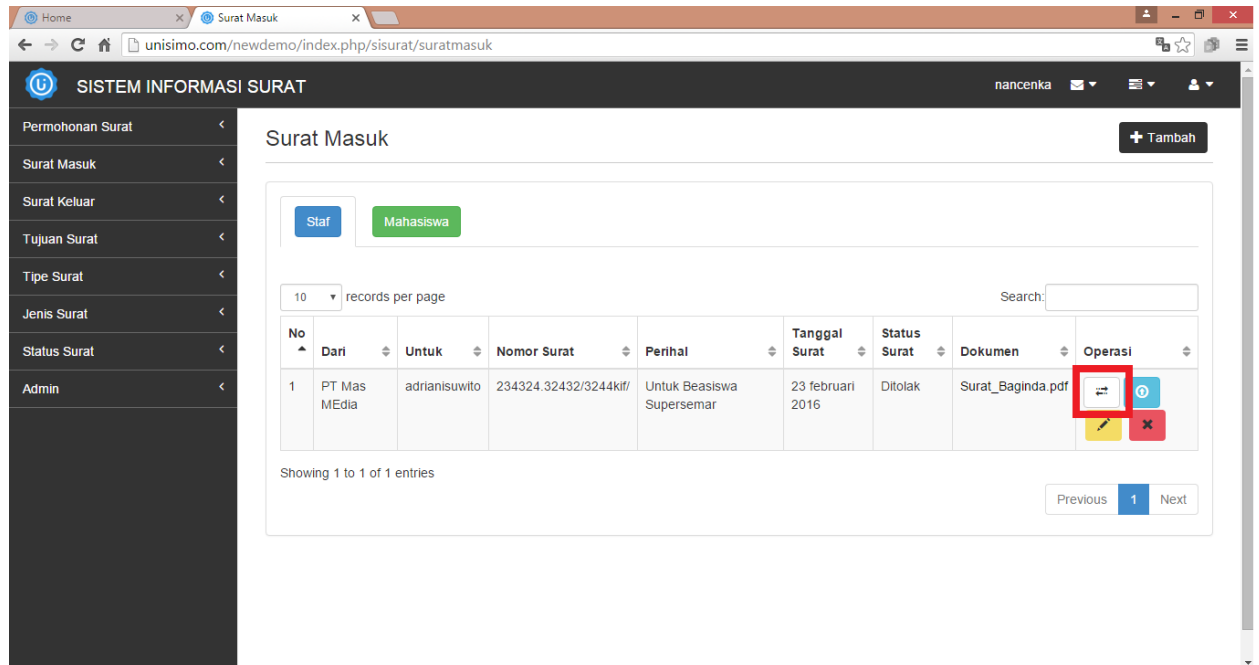 Home
Surat Masuk
unisimo.com/newdemo/index.php/sisurat/suratmasuk
SISTEM INFORMASI SURAT
nancenka
Permohonan Surat
Surat Masuk
Surat Keluar
Tujuan Surat
Tipe Surat
Jenis Surat
Status Surat
Admin
Surat Masuk
Tambah
Staf
Mahasiswa
10 records per page
Search:
No Dari Untuk Nomor Surat Perihal Tanggal Surat Status Surat Dokumen Operasi
1 PT Mas adrianisuwito 234324.32432/3244kif/ Untuk Beasiswa 23 februari Ditolak Surat_Baginda.pdf
MEdia Supersemar 2016
Showing 1 to 1 of 1 entries
Previous 1 Next